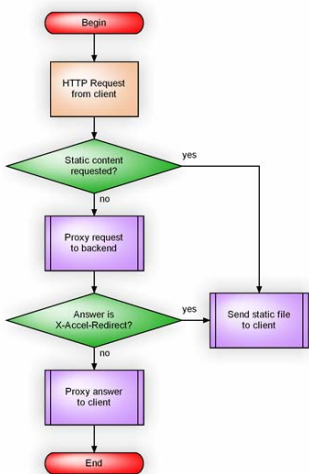 Begin
HTTP Request
from client
Static content
requested?
yes
no
Proxy request
to backend
Answer is
X-Accel-Redirect?
yes
Send static file
to client
no
Proxy answer
to client
End